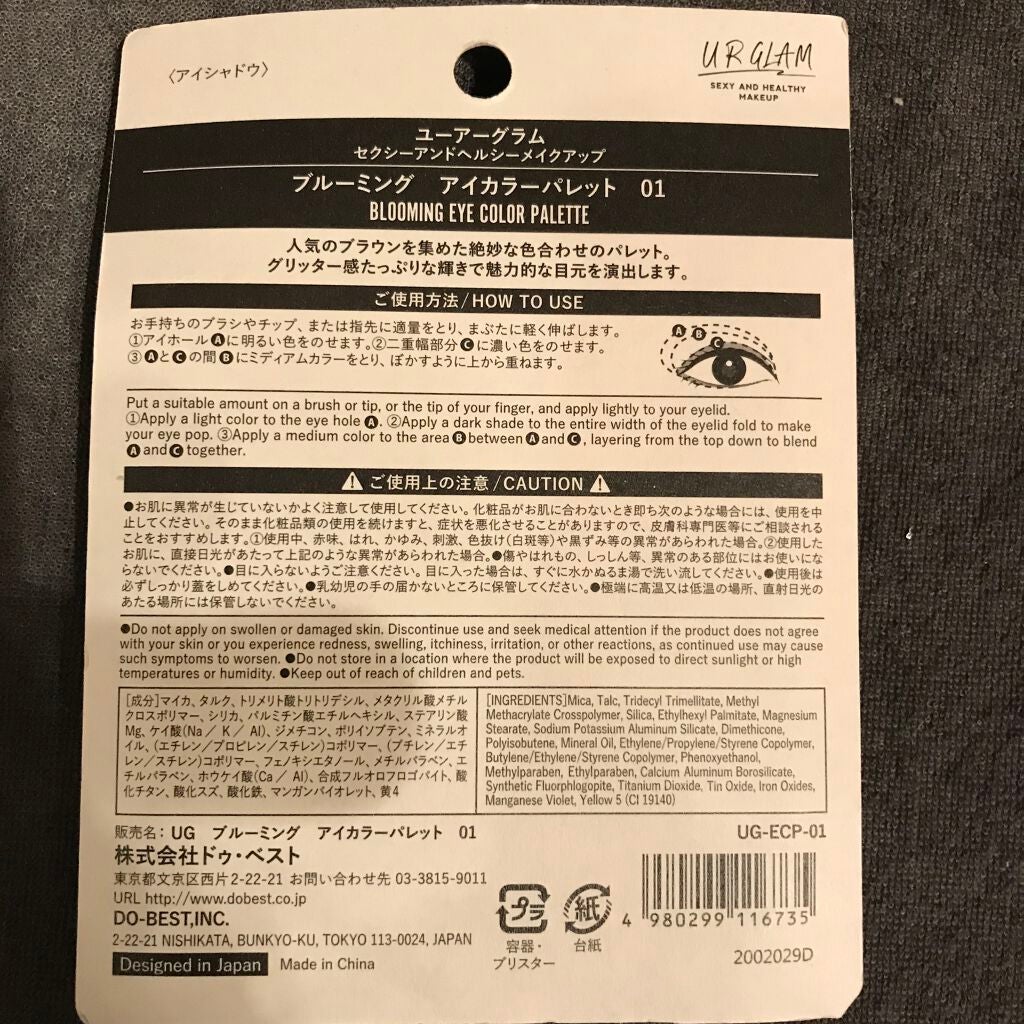 〈アイシャドウ〉
UR GLAM
SEXY AND HEALTHY
MAKEUP
ユーアーグラム
セクシーアンドヘルシーメイクアップ
ブルーミング アイカラーパレット 01
BLOOMING EYE COLOR PALETTE
人気のブラウンを集めた絶妙な色合わせのパレット。
グリッター感たっぷりな輝きで魅力的な目元を演出します。
ご使用方法/HOW TO USE
お手持ちのブラシやチップ、または指先に適量をとり、まぶたに軽く伸ばします。
①アイホールAに明るい色をのせます。②二重幅部分Cに濃い色をのせます。
③AとCの間Bにミディアムカラーをとり、ぼかすように上から重ねます。
A B C
Put a suitable amount on a brush or tip, or the tip of your finger, and apply lightly to your eyelid.
①Apply a light color to the eye hole A. ②Apply a dark shade to the entire width of the eyelid fold to make
your eye pop. ③Apply a medium color to the area B between A and C, layering from the top down to blend
A and C together.
⚠ ご使用上の注意/CAUTION ⚠
●お肌に異常が生じていないかよく注意して使用してください。化粧品がお肌に合わないとき即ち次のような場合には、使用を中
止してください。そのまま化粧品類の使用を続けますと、症状を悪化させることがありますので、皮膚科専門医等にご相談される
ことをおすすめします。①使用中、赤味、はれ、かゆみ、刺激、色抜け(白斑等)や黒ずみ等の異常があらわれた場合。②使用した
お肌に、直接日光があたって上記のような異常があらわれた場合。●傷やはれもの、しっしん等、異常のある部位にはお使いにな
らないでください。●目に入らないようご注意ください。目に入った場合は、すぐに水かぬるま湯で洗い流してください。●使用後は
必ずしっかり蓋をしめてください。●乳幼児の手の届かないところに保管してください。●極端に高温又は低温の場所、直射日光の
あたる場所には保管しないでください。
●Do not apply on swollen or damaged skin. Discontinue use and seek medical attention if the product does not agree
with your skin or you experience redness, swelling, itchiness, irritation, or other reactions, as continued use may cause
such symptoms to worsen. ●Do not store in a location where the product will be exposed to direct sunlight or high
temperatures or humidity. ●Keep out of reach of children and pets.
[成分]マイカ、タルク、トリメリト酸トリトリデシル、メタクリル酸メチル
クロスポリマー、シリカ、パルミチン酸エチルヘキシル、ステアリン酸
Mg、ケイ酸(Na/K/Al)、ジメチコン、ポリイソブテン、ミネラルオ
イル、(エチレン/プロピレン/スチレン)コポリマー、(ブチレン/エチ
レン/スチレン)コポリマー、フェノキシエタノール、メチルパラベン、エ
チルパラベン、ホウケイ酸(Ca/Al)、合成フルオロフロゴパイト、酸
化チタン、酸化スズ、酸化鉄、マンガンバイオレット、黄4
[INGREDIENTS]Mica, Talc, Tridecyl Trimellitate, Methyl
Methacrylate Crosspolymer, Silica, Ethylhexyl Palmitate, Magnesium
Stearate, Sodium Potassium Aluminum Silicate, Dimethicone,
Polyisobutene, Mineral Oil, Ethylene/Propylene/Styrene Copolymer,
Butylene/Ethylene/Styrene Copolymer, Phenoxyethanol,
Methylparaben, Ethylparaben, Calcium Aluminum Borosilicate,
Synthetic Fluorphlogopite, Titanium Dioxide, Tin Oxide, Iron Oxides,
Manganese Violet, Yellow 5 (CI 19140)
販売名: UG ブルーミング アイカラーパレット 01
UG-ECP-01
株式会社ドゥ・ベスト
東京都文京区西片2-22-21 お問い合わせ先 03-3815-9011
URL http://www.dobest.co.jp
DO-BEST,INC.
2-22-21 NISHIKATA, BUNKYO-KU, TOKYO 113-0024, JAPAN
Designed in Japan Made in China
プラ
容器・
ブリスター
紙
台紙
4 980299 116735
2002029D